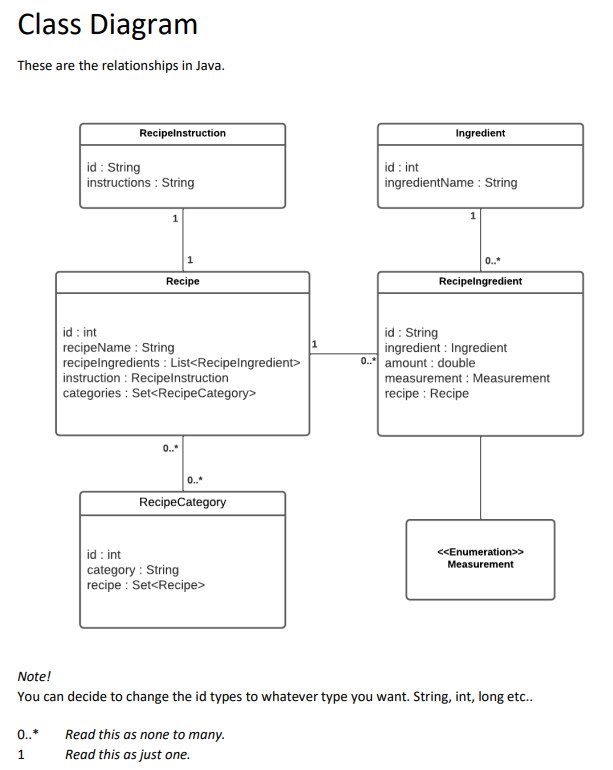 Class Diagram
These are the relationships in Java.
RecipeInstruction
id : String
instructions : String
1
1
Ingredient
id : int
ingredientName : String
1
0..*
Recipe
id : int
recipeName : String
recipeIngredients : List<RecipeIngredient>
instruction : RecipeInstruction
categories : Set<RecipeCategory>
1
0..*
RecipeIngredient
id : String
ingredient : Ingredient
amount : double
measurement : Measurement
recipe : Recipe
0..*
0..*
RecipeCategory
id : int
category : String
recipe : Set<Recipe>
<<Enumeration>>
Measurement
Note!
You can decide to change the id types to whatever type you want. String, int, long etc..
0..* Read this as none to many.
1 Read this as just one.